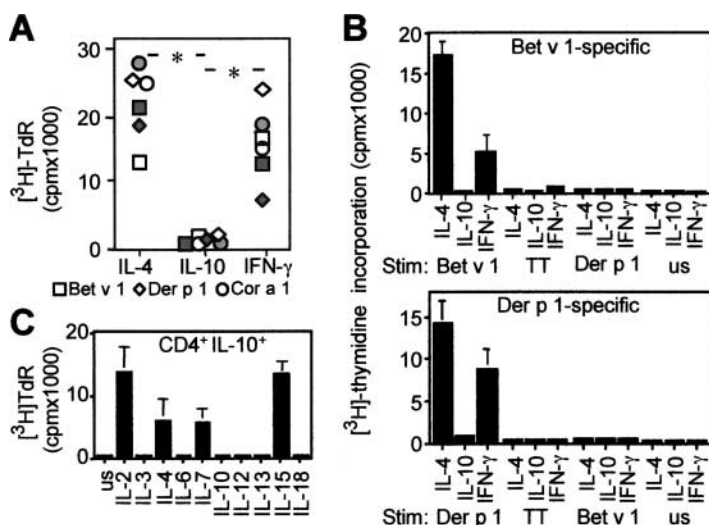 A
[³H]-TdR
(cpmx1000)
30
20
10
0
*
*
IL-4 IL-10 IFN-γ
□ Bet v 1 ◇ Der p 1 ○ Cor a 1
B
[³H]-thymidine incorporation (cpmx1000)
Bet v 1-specific
20
15
10
5
0
IL-4 IL-10 IFN-γ IL-4 IL-10 IFN-γ IL-4 IL-10 IFN-γ IL-4 IL-10 IFN-γ
Stim: Bet v 1 TT Der p 1 us
Der p 1-specific
15
10
5
0
IL-4 IL-10 IFN-γ IL-4 IL-10 IFN-γ IL-4 IL-10 IFN-γ IL-4 IL-10 IFN-γ
Stim: Der p 1 TT Bet v 1 us
C
[³H]TdR
(cpmx1000)
CD4⁺ IL-10⁺
20
10
0
us IL-2 IL-3 IL-4 IL-6 IL-7 IL-10 IL-12 IL-13 IL-15 IL-18